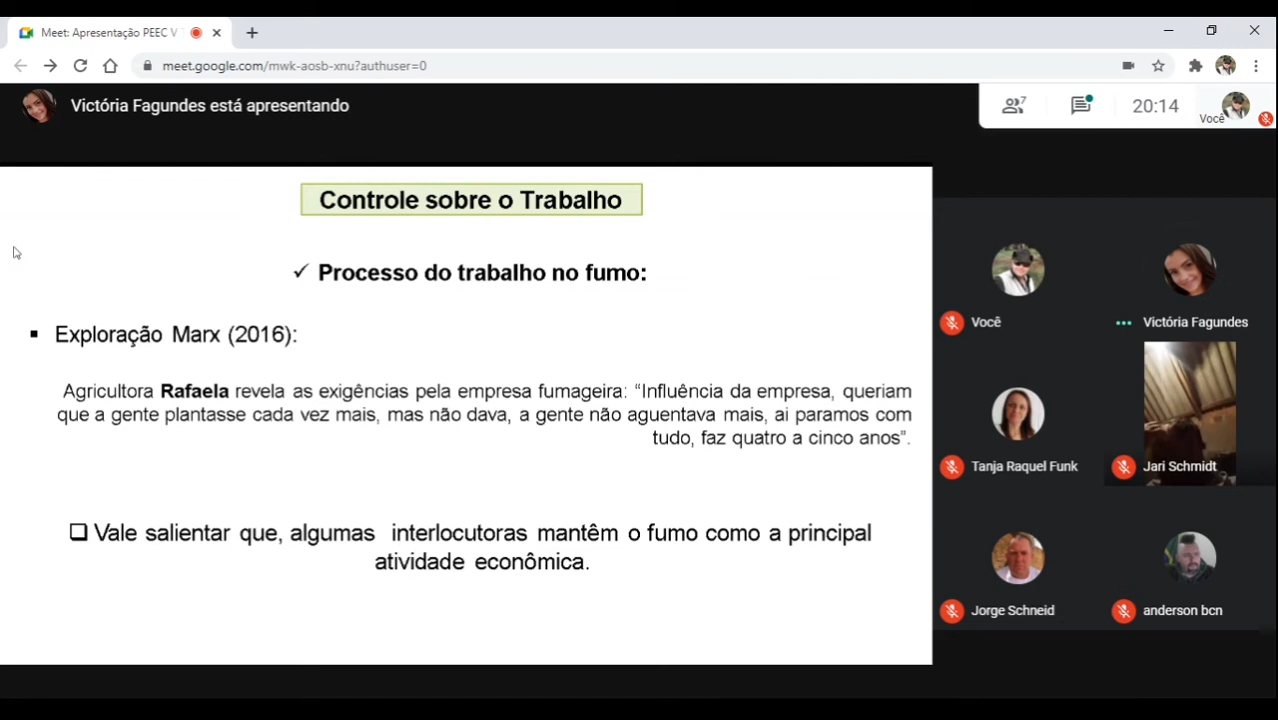 Meet: Apresentação PEEC V
meet.google.com/mwk-aosb-xnu?authuser=0
Victória Fagundes está apresentando
7
20:14
Você
Controle sobre o Trabalho
Processo do trabalho no fumo:
Exploração Marx (2016):
Agricultora Rafaela revela as exigências pela empresa fumageira: “Influência da empresa, queriam
que a gente plantasse cada vez mais, mas não dava, a gente não aguentava mais, ai paramos com
tudo, faz quatro a cinco anos”.
Vale salientar que, algumas interlocutoras mantêm o fumo como a principal
atividade econômica.
Você
Victória Fagundes
Tanja Raquel Funk
Jari Schmidt
Jorge Schneid
anderson bcn